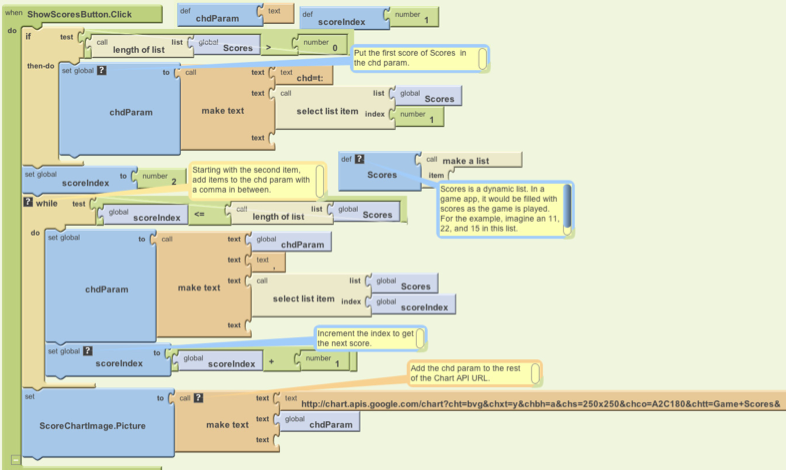 when ShowScoresButton.Click
def chdParam text
def scoreIndex number 1
do if test call length of list list global Scores > number 0
Put the first score of Scores in
the chd param.
then-do set global ? chdParam to call make text text text chd=t:
text call select list item list global Scores
index number 1
text
set global scoreIndex to number 2
Starting with the second item,
add items to the chd param with
a comma in between.
def ? Scores call make a list
item
Scores is a dynamic list. In a
game app, it would be filled with
scores as the game is played.
For the example, imagine an 11,
22, and 15 in this list.
? while test global scoreIndex <= call length of list list global Scores
do set global chdParam to call make text text global chdParam
text text ,
text call select list item list global Scores
index global scoreIndex
text
Increment the index to get
the next score.
set global ? scoreIndex to global scoreIndex + number 1
Add the chd param to the rest
of the Chart API URL.
set ScoreChartImage.Picture to call ? make text text text http://chart.apis.google.com/chart?cht=bvg&chxt=y&chbh=a&chs=250x250&chco=A2C180&chtt=Game+Scores&
text global chdParam
text